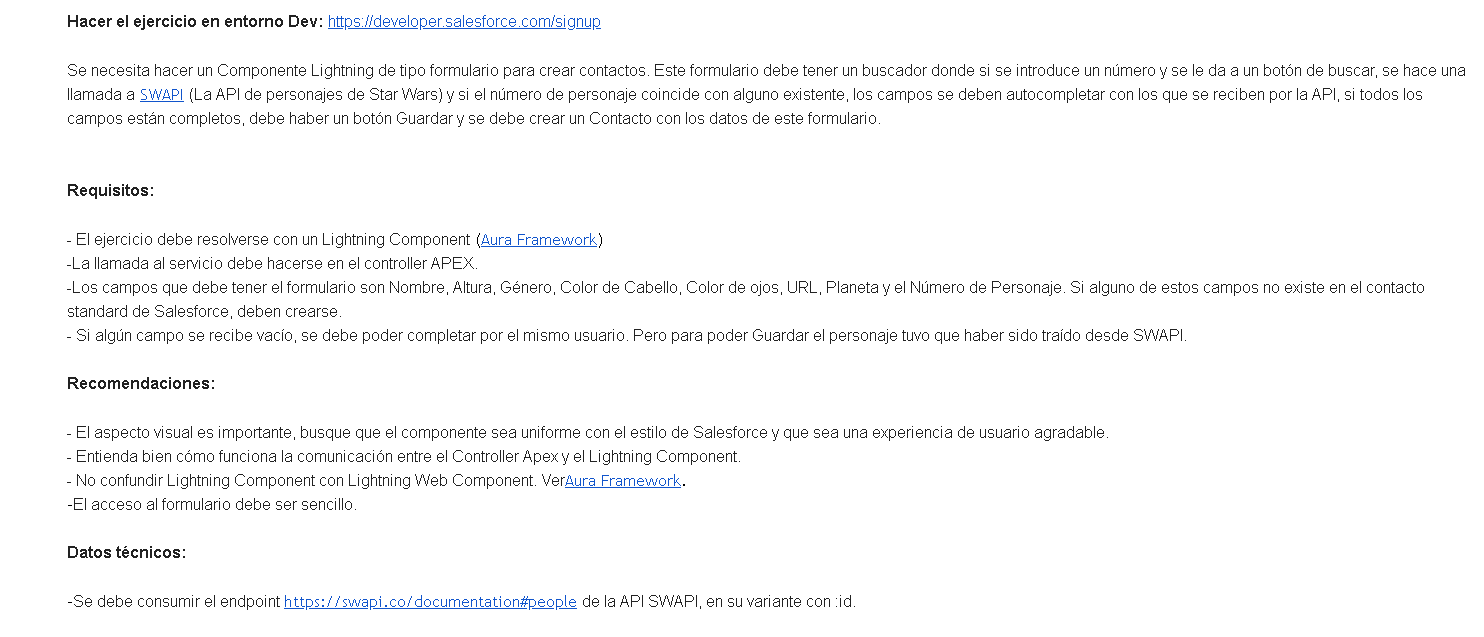 Hacer el ejercicio en entorno Dev: https://developer.salesforce.com/signup
Se necesita hacer un Componente Lightning de tipo formulario para crear contactos. Este formulario debe tener un buscador donde si se introduce un número y se le da a un botón de buscar, se hace una
llamada a SWAPI (La API de personajes de Star Wars) y si el número de personaje coincide con alguno existente, los campos se deben autocompletar con los que se reciben por la API, si todos los
campos están completos, debe haber un botón Guardar y se debe crear un Contacto con los datos de este formulario.
Requisitos:
- El ejercicio debe resolverse con un Lightning Component (Aura Framework)
-La llamada al servicio debe hacerse en el controller APEX.
-Los campos que debe tener el formulario son Nombre, Altura, Género, Color de Cabello, Color de ojos, URL, Planeta y el Número de Personaje. Si alguno de estos campos no existe en el contacto
standard de Salesforce, deben crearse.
- Si algún campo se recibe vacío, se debe poder completar por el mismo usuario. Pero para poder Guardar el personaje tuvo que haber sido traído desde SWAPI.
Recomendaciones:
- El aspecto visual es importante, busque que el componente sea uniforme con el estilo de Salesforce y que sea una experiencia de usuario agradable.
- Entienda bien cómo funciona la comunicación entre el Controller Apex y el Lightning Component.
- No confundir Lightning Component con Lightning Web Component. VerAura Framework.
-El acceso al formulario debe ser sencillo.
Datos técnicos:
-Se debe consumir el endpoint https://swapi.co/documentation#people de la API SWAPI, en su variante con :id.